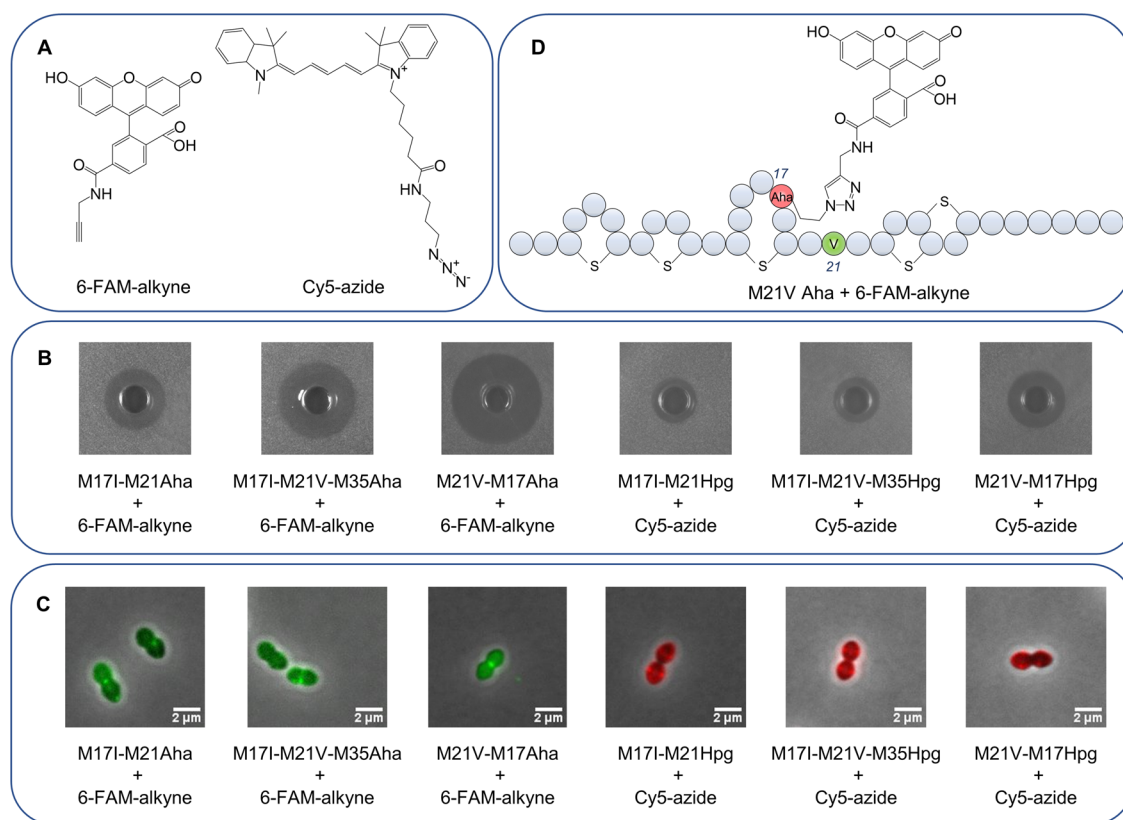 A
HO
O
O
O
OH
O
NH
6-FAM-alkyne
N
N+
O
HN
N
N+
N-
Cy5-azide
D
HO
O
O
O
OH
O
NH
N
N
N
17
Aha
S
S
S
V
S
S
21
M21V Aha + 6-FAM-alkyne
B
M17I-M21Aha
+
6-FAM-alkyne
M17I-M21V-M35Aha
+
6-FAM-alkyne
M21V-M17Aha
+
6-FAM-alkyne
M17I-M21Hpg
+
Cy5-azide
M17I-M21V-M35Hpg
+
Cy5-azide
M21V-M17Hpg
+
Cy5-azide
C
2 μm
2 μm
2 μm
2 μm
2 μm
2 μm
M17I-M21Aha
+
6-FAM-alkyne
M17I-M21V-M35Aha
+
6-FAM-alkyne
M21V-M17Aha
+
6-FAM-alkyne
M17I-M21Hpg
+
Cy5-azide
M17I-M21V-M35Hpg
+
Cy5-azide
M21V-M17Hpg
+
Cy5-azide